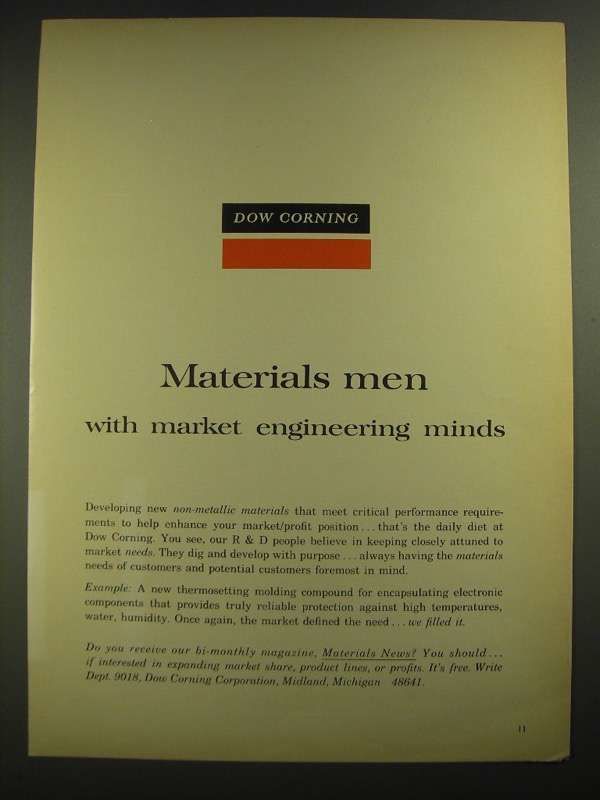 DOW CORNING
Materials men
with market engineering minds
Developing new non-metallic materials that meet critical performance require-
ments to help enhance your market/profit position... that's the daily diet at
Dow Corning. You see, our R & D people believe in keeping closely attuned to
market needs. They dig and develop with purpose... always having the materials
needs of customers and potential customers foremost in mind.
Example: A new thermosetting molding compound for encapsulating electronic
components that provides truly reliable protection against high temperatures,
water, humidity. Once again, the market defined the need... we filled it.
Do you receive our bi-monthly magazine, Materials News? You should...
if interested in expanding market share, product lines, or profits. It's free. Write
Dept. 9018, Dow Corning Corporation, Midland, Michigan 48641.
11